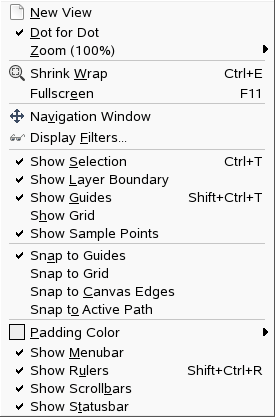 New View
Dot for Dot
Zoom (100%)
Shrink Wrap Ctrl+E
Fullscreen F11
Navigation Window
Display Filters...
Show Selection Ctrl+T
Show Layer Boundary
Show Guides Shift+Ctrl+T
Show Grid
Show Sample Points
Snap to Guides
Snap to Grid
Snap to Canvas Edges
Snap to Active Path
Padding Color
Show Menubar
Show Rulers Shift+Ctrl+R
Show Scrollbars
Show Statusbar